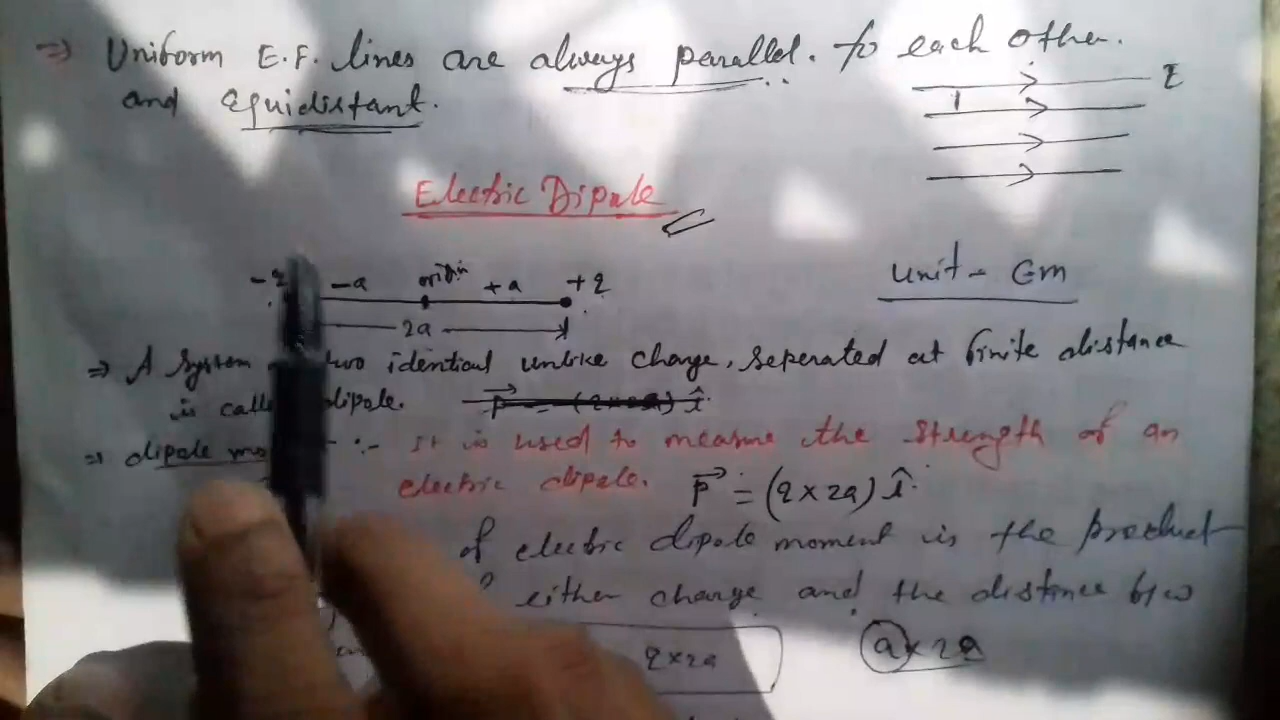 ⇒ Uniform E.F. lines are always parallel. to each other.
and Equidistant.
E
Electric Dipole
-q -a origin +a +q
2a
Unit - Cm
⇒ A system two identical unlike charge, seperated at finite distance
is dipole.
⇒ dipole :- It is used to measure the strength of an
electric dipole. p⃗ = (q x 2a) î.
of electric dipole moment is the product
either charge and the distance b/w
q x 2a a x 2a